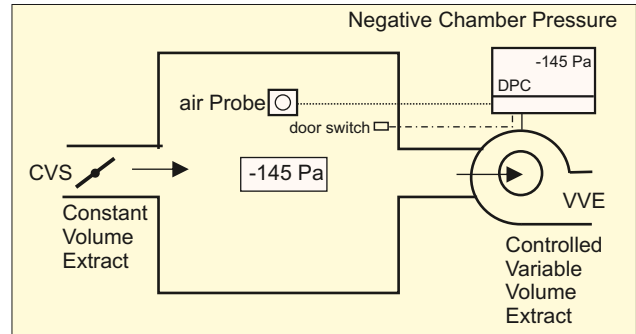 Negative Chamber Pressure
-145 Pa
DPC
air Probe
door switch
CVS
-145 Pa
VVE
Constant
Volume
Extract
Controlled
Variable
Volume
Extract